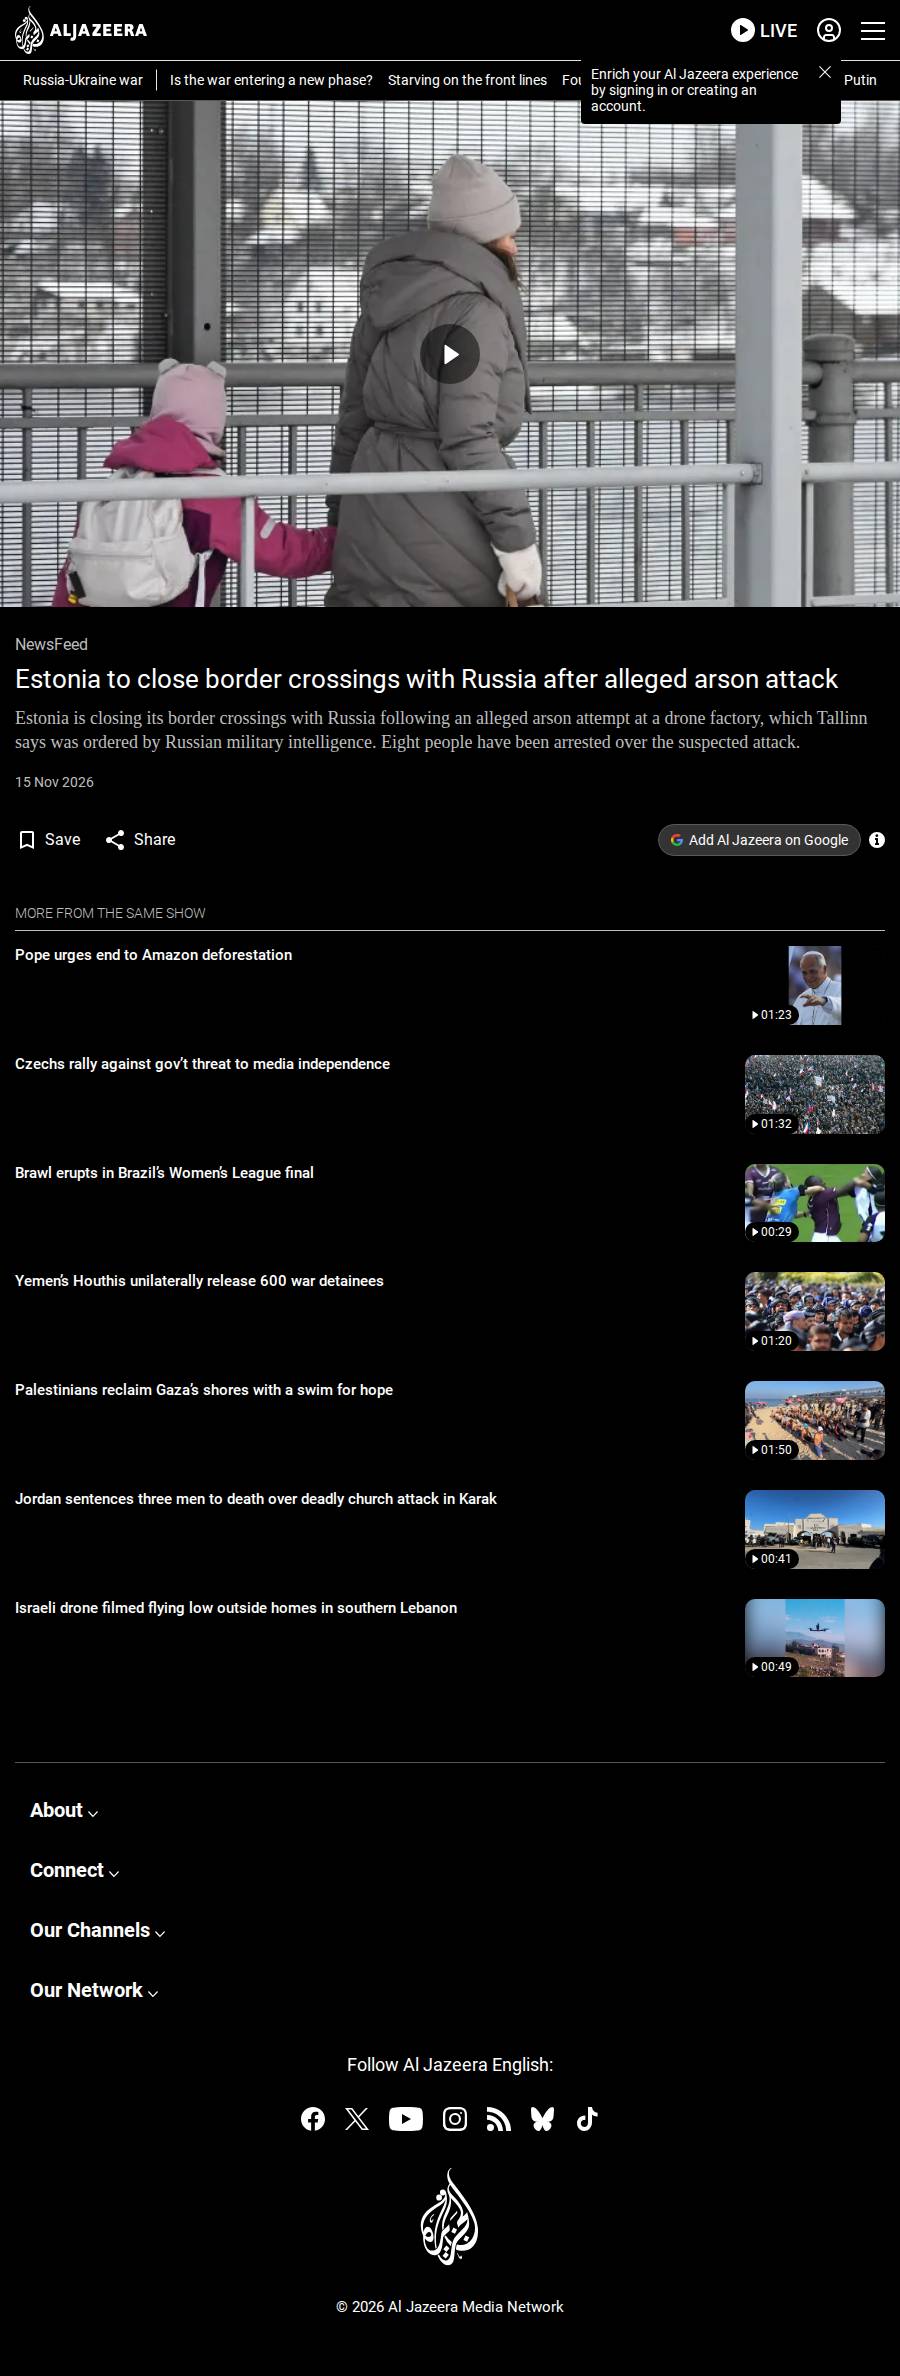 ALJAZEERA
LIVE
Russia-Ukraine war
Is the war entering a new phase?
Starving on the front lines
Putin
Enrich your Al Jazeera experience
by signing in or creating an
account.
NewsFeed
Estonia to close border crossings with Russia after alleged arson attack
Estonia is closing its border crossings with Russia following an alleged arson attempt at a drone factory, which Tallinn
says was ordered by Russian military intelligence. Eight people have been arrested over the suspected attack.
15 Nov 2026
Save
Share
Add Al Jazeera on Google
MORE FROM THE SAME SHOW
Pope urges end to Amazon deforestation
01:23
Czechs rally against gov’t threat to media independence
01:32
Brawl erupts in Brazil’s Women’s League final
00:29
Yemen’s Houthis unilaterally release 600 war detainees
01:20
Palestinians reclaim Gaza’s shores with a swim for hope
01:50
Jordan sentences three men to death over deadly church attack in Karak
00:41
Israeli drone filmed flying low outside homes in southern Lebanon
00:49
About
Connect
Our Channels
Our Network
Follow Al Jazeera English:
© 2026 Al Jazeera Media Network